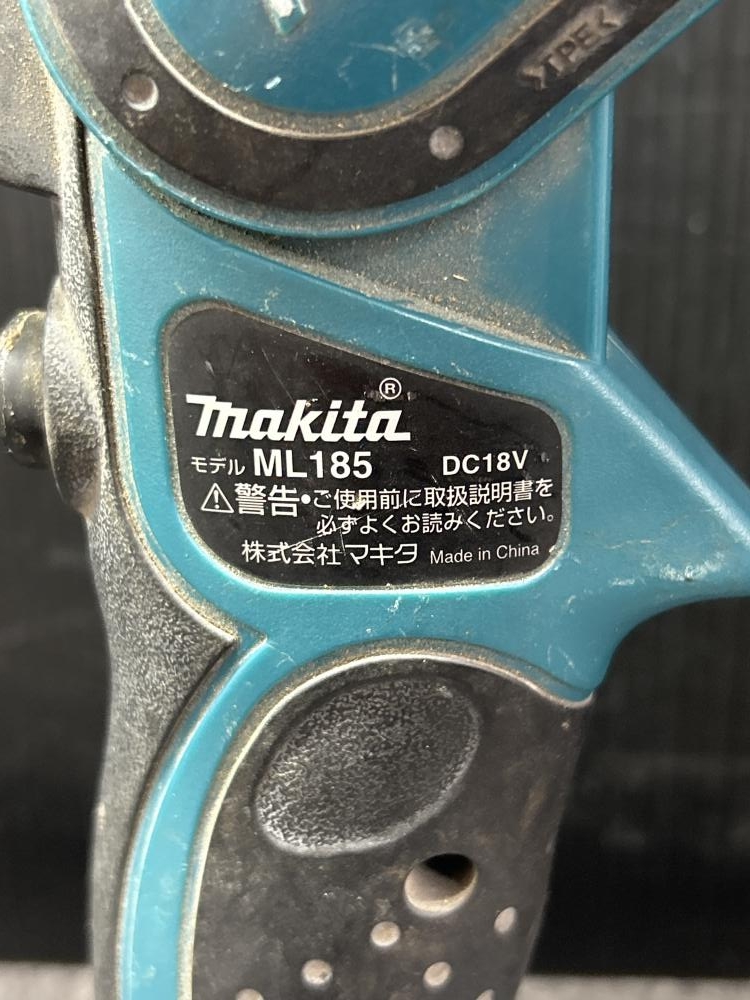 makita®
モデル ML185 DC18V
⚠警告・ご使用前に取扱説明書を
必ずよくお読みください。
株式会社 マキタ Made in China